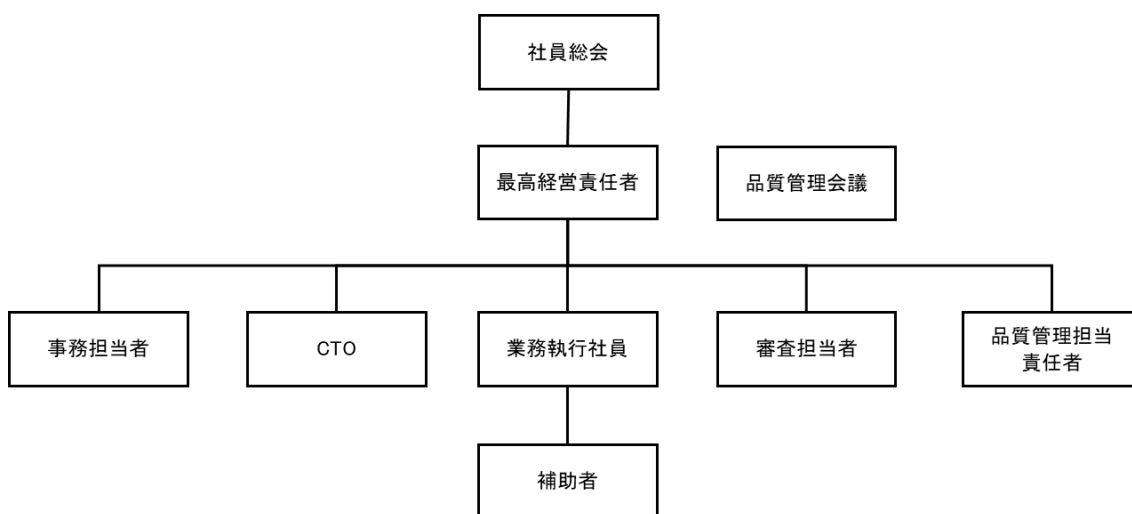 社員総会
最高経営責任者
品質管理会議
事務担当者
CTO
業務執行社員
審査担当者
品質管理担当
責任者
補助者